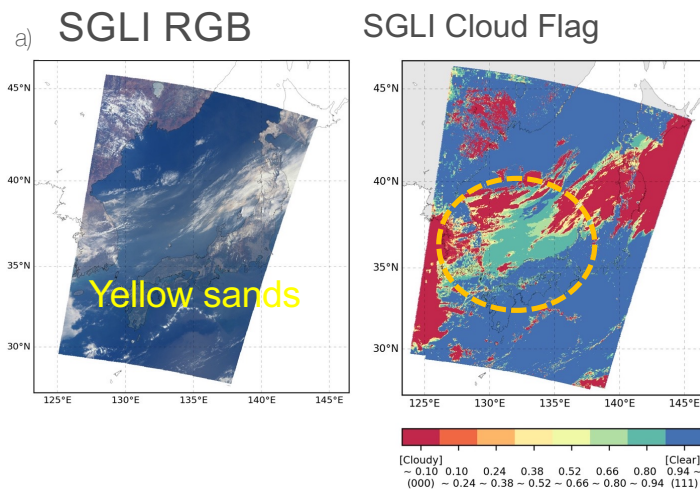 a)
SGLI RGB
SGLI Cloud Flag
45°N
40°N
35°N
30°N
125°E
130°E
135°E
140°E
145°E
Yellow sands
45°N
40°N
35°N
30°N
125°E
130°E
135°E
140°E
145°E
[Cloudy]
[Clear]
~ 0.10 0.10 0.24 0.38 0.52 0.66 0.80 0.94 ~
(000) ~ 0.24 ~ 0.38 ~ 0.52 ~ 0.66 ~ 0.80 ~ 0.94 (111)